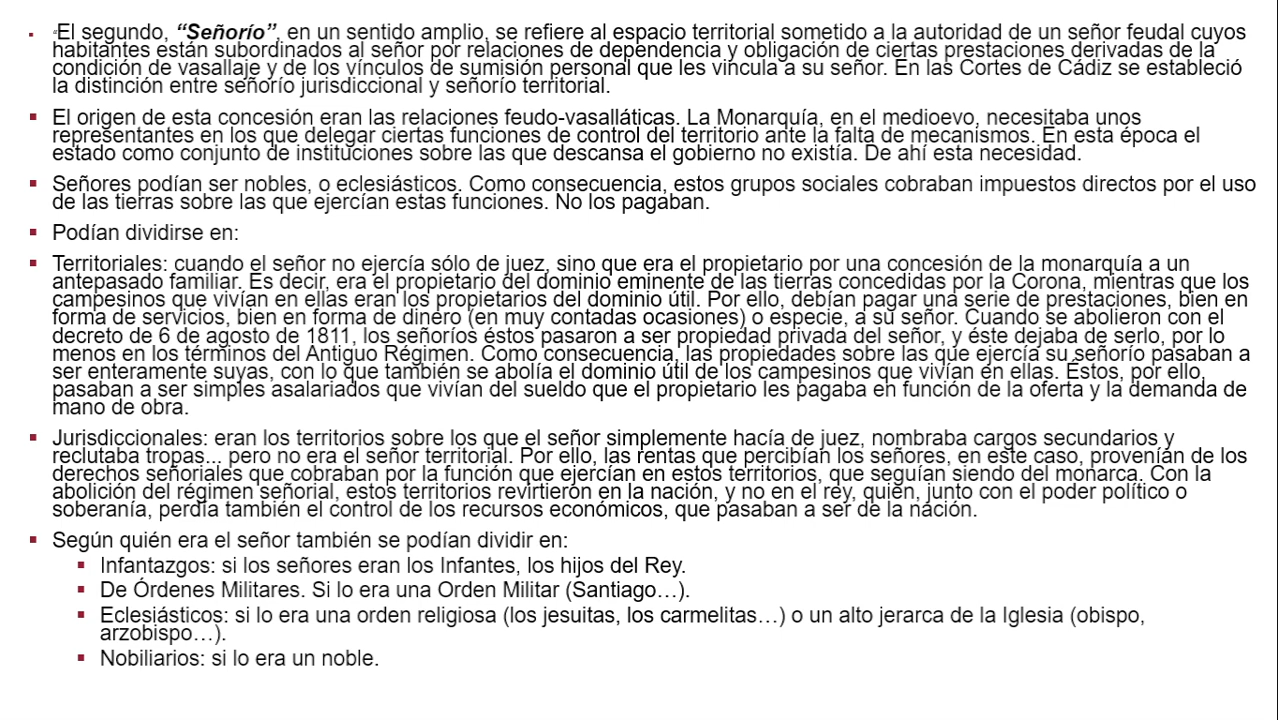 El segundo, “Señorío”, en un sentido amplio, se refiere al espacio territorial sometido a la autoridad de un señor feudal cuyos
habitantes están subordinados al señor por relaciones de dependencia y obligación de ciertas prestaciones derivadas de la
condición de vasallaje y de los vínculos de sumisión personal que les vincula a su señor. En las Cortes de Cádiz se estableció
la distinción entre señorío jurisdiccional y señorío territorial.
El origen de esta concesión eran las relaciones feudo-vasalláticas. La Monarquía, en el medioevo, necesitaba unos
representantes en los que delegar ciertas funciones de control del territorio ante la falta de mecanismos. En esta época el
estado como conjunto de instituciones sobre las que descansa el gobierno no existía. De ahí esta necesidad.
Señores podían ser nobles, o eclesiásticos. Como consecuencia, estos grupos sociales cobraban impuestos directos por el uso
de las tierras sobre las que ejercían estas funciones. No los pagaban.
Podían dividirse en:
Territoriales: cuando el señor no ejercía sólo de juez, sino que era el propietario por una concesión de la monarquía a un
antepasado familiar. Es decir, era el propietario del dominio eminente de las tierras concedidas por la Corona, mientras que los
campesinos que vivían en ellas eran los propietarios del dominio útil. Por ello, debían pagar una serie de prestaciones, bien en
forma de servicios, bien en forma de dinero (en muy contadas ocasiones) o especie, a su señor. Cuando se abolieron con el
decreto de 6 de agosto de 1811, los señoríos éstos pasaron a ser propiedad privada del señor, y éste dejaba de serlo, por lo
menos en los términos del Antiguo Régimen. Como consecuencia, las propiedades sobre las que ejercía su señorío pasaban a
ser enteramente suyas, con lo que también se abolía el dominio útil de los campesinos que vivían en ellas. Éstos, por ello,
pasaban a ser simples asalariados que vivían del sueldo que el propietario les pagaba en función de la oferta y la demanda de
mano de obra.
Jurisdiccionales: eran los territorios sobre los que el señor simplemente hacía de juez, nombraba cargos secundarios y
reclutaba tropas... pero no era el señor territorial. Por ello, las rentas que percibían los señores, en este caso, provenían de los
derechos señoriales que cobraban por la función que ejercían en estos territorios, que seguían siendo del monarca. Con la
abolición del régimen señorial, estos territorios revirtieron en la nación, y no en el rey, quien, junto con el poder político o
soberanía, perdía también el control de los recursos económicos, que pasaban a ser de la nación.
Según quién era el señor también se podían dividir en:
Infantazgos: si los señores eran los Infantes, los hijos del Rey.
De Órdenes Militares. Si lo era una Orden Militar (Santiago…).
Eclesiásticos: si lo era una orden religiosa (los jesuitas, los carmelitas…) o un alto jerarca de la Iglesia (obispo,
arzobispo…).
Nobiliarios: si lo era un noble.